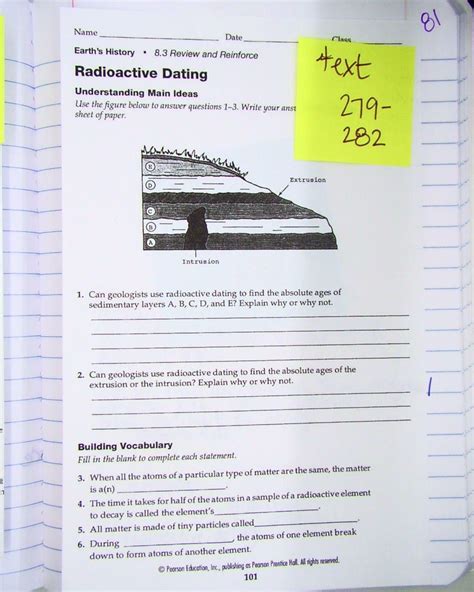 81
Name
Date
Class
Earth's History • 8.3 Review and Reinforce
*text
279-
282
Radioactive Dating
Understanding Main Ideas
Use the figure below to answer questions 1–3. Write your ans
sheet of paper.
E
D
C
B
A
Extrusion
Intrusion
1. Can geologists use radioactive dating to find the absolute ages of
sedimentary layers A, B, C, D, and E? Explain why or why not.
2. Can geologists use radioactive dating to find the absolute ages of the
extrusion or the intrusion? Explain why or why not.
Building Vocabulary
Fill in the blank to complete each statement.
3. When all the atoms of a particular type of matter are the same, the matter
is a(n)
4. The time it takes for half of the atoms in a sample of a radioactive element
to decay is called the element's
5. All matter is made of tiny particles called
6. During , the atoms of one element break
down to form atoms of another element.
© Pearson Education, Inc., publishing as Pearson Prentice Hall. All rights reserved.
101